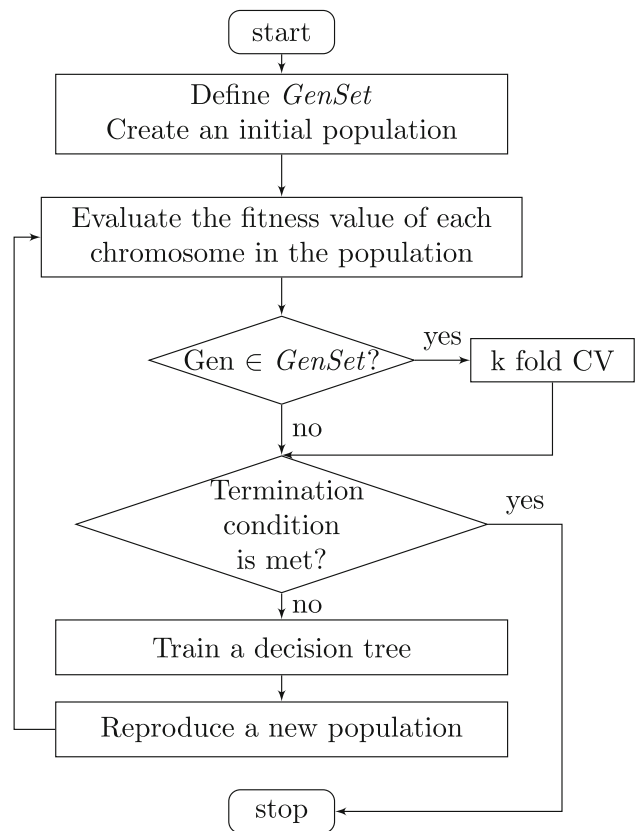 start
Define GenSet
Create an initial population
Evaluate the fitness value of each
chromosome in the population
Gen ∈ GenSet?
yes
k fold CV
no
Termination
condition
is met?
yes
no
Train a decision tree
Reproduce a new population
stop